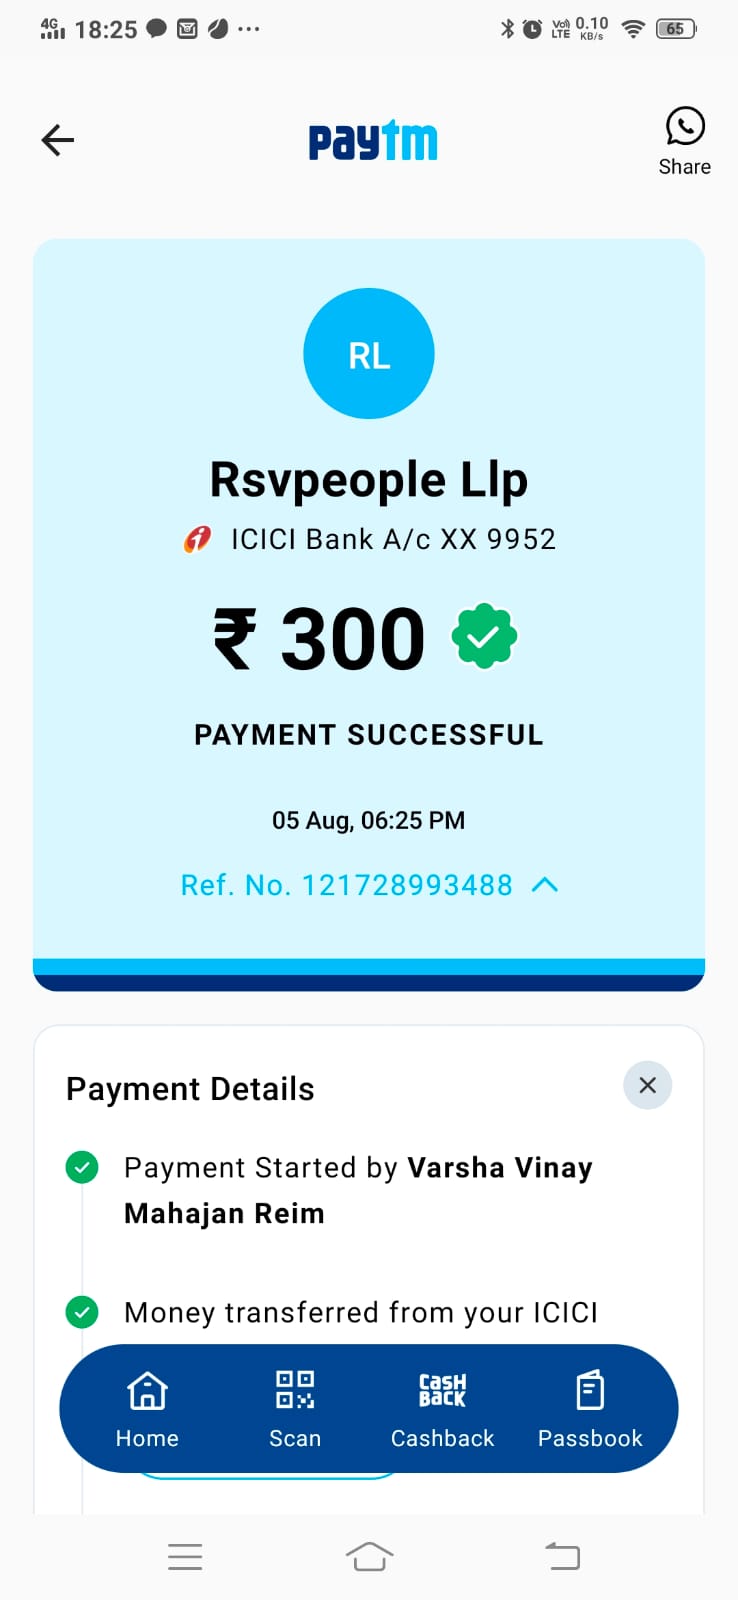 4G 18:25 ... Vo) LTE 0.10 KB/s 65
paytm
Share
RL
Rsvpeople Llp
ICICI Bank A/c XX 9952
₹ 300
PAYMENT SUCCESSFUL
05 Aug, 06:25 PM
Ref. No. 121728993488
Payment Details
Payment Started by Varsha Vinay
Mahajan Reim
Money transferred from your ICICI
CASH BACK
Home Scan Cashback Passbook